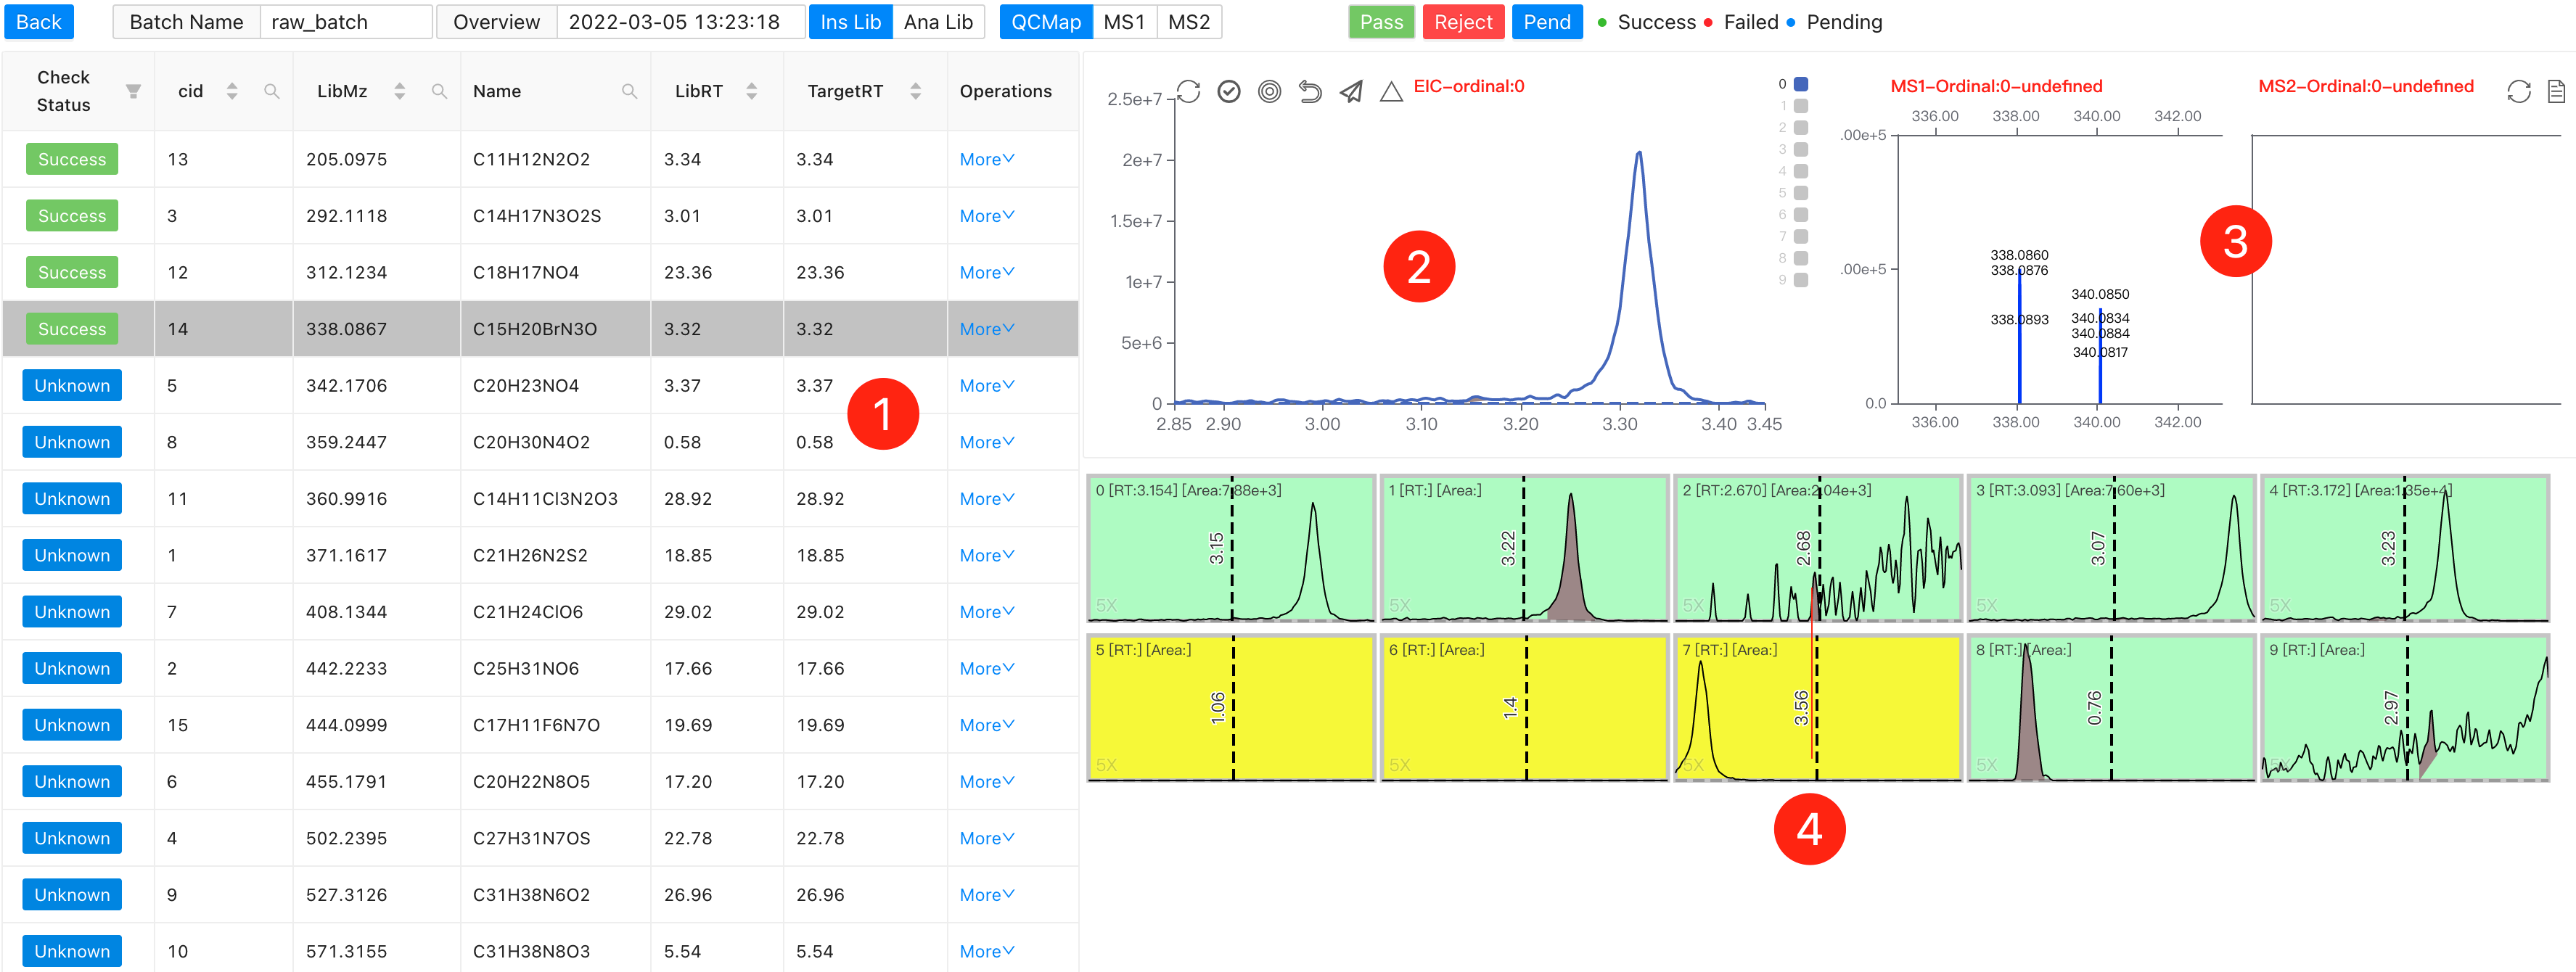 Back Batch Name raw_batch Overview 2022-03-05 13:23:18 Ins Lib Ana Lib QCMap MS1 MS2 Pass Reject Pend Success Failed Pending
Check Status cid LibMz Name LibRT TargetRT Operations
Success 13 205.0975 C11H12N2O2 3.34 3.34 More
Success 3 292.1118 C14H17N3O2S 3.01 3.01 More
Success 12 312.1234 C18H17NO4 23.36 23.36 More
Success 14 338.0867 C15H20BrN3O 3.32 3.32 More
Unknown 5 342.1706 C20H23NO4 3.37 3.37 More
Unknown 8 359.2447 C20H30N4O2 0.58 0.58 More
Unknown 11 360.9916 C14H11Cl3N2O3 28.92 28.92 More
Unknown 1 371.1617 C21H26N2S2 18.85 18.85 More
Unknown 7 408.1344 C21H24ClO6 29.02 29.02 More
Unknown 2 442.2233 C25H31NO6 17.66 17.66 More
Unknown 15 444.0999 C17H11F6N7O 19.69 19.69 More
Unknown 6 455.1791 C20H22N8O5 17.20 17.20 More
Unknown 4 502.2395 C27H31N7OS 22.78 22.78 More
Unknown 9 527.3126 C31H38N6O2 26.96 26.96 More
Unknown 10 571.3155 C31H38N8O3 5.54 5.54 More
1
EIC-ordinal:0
2.5e+7
2e+7
1.5e+7
1e+7
5e+6
0
2.85 2.90 3.00 3.10 3.20 3.30 3.40 3.45
2
0
1
2
3
4
5
6
7
8
9
MS1-Ordinal:0-undefined
336.00 338.00 340.00 342.00
.00e+5
.00e+5
0.0
338.0860
338.0876
338.0893
340.0850
340.0834
340.0884
340.0817
336.00 338.00 340.00 342.00
3
MS2-Ordinal:0-undefined
0 [RT:3.154] [Area:7.88e+3]
3.15
5X
1 [RT:] [Area:]
3.22
5X
2 [RT:2.670] [Area:2.04e+3]
2.68
5X
3 [RT:3.093] [Area:7.60e+3]
3.07
5X
4 [RT:3.172] [Area:1.35e+4]
3.23
5X
5 [RT:] [Area:]
1.06
5X
6 [RT:] [Area:]
1.4
5X
7 [RT:] [Area:]
3.56
5X
8 [RT:] [Area:]
0.76
5X
9 [RT:] [Area:]
2.97
5X
4